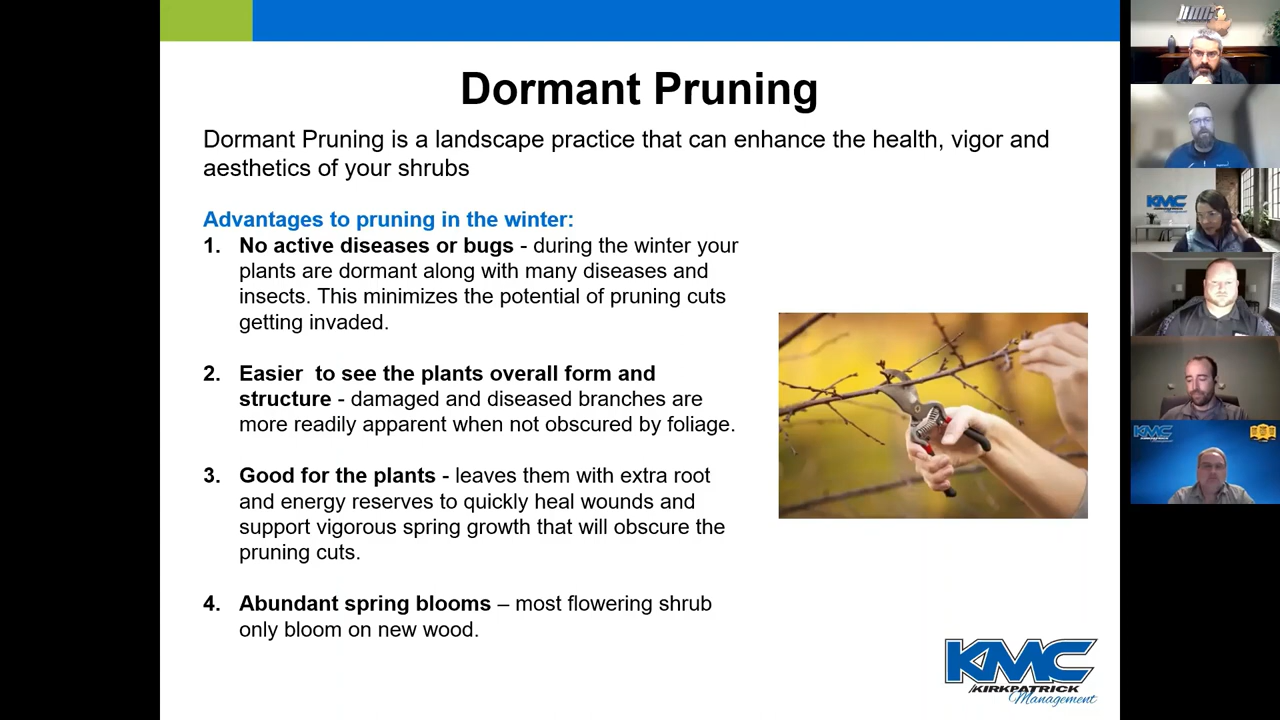 Dormant Pruning
Dormant Pruning is a landscape practice that can enhance the health, vigor and
aesthetics of your shrubs
Advantages to pruning in the winter:
1. No active diseases or bugs - during the winter your
plants are dormant along with many diseases and
insects. This minimizes the potential of pruning cuts
getting invaded.
2. Easier  to see the plants overall form and
structure - damaged and diseased branches are
more readily apparent when not obscured by foliage.
3. Good for the plants - leaves them with extra root
and energy reserves to quickly heal wounds and
support vigorous spring growth that will obscure the
pruning cuts.
4. Abundant spring blooms – most flowering shrub
only bloom on new wood.
KMC
KIRKPATRICK
Management
KMC
KMC